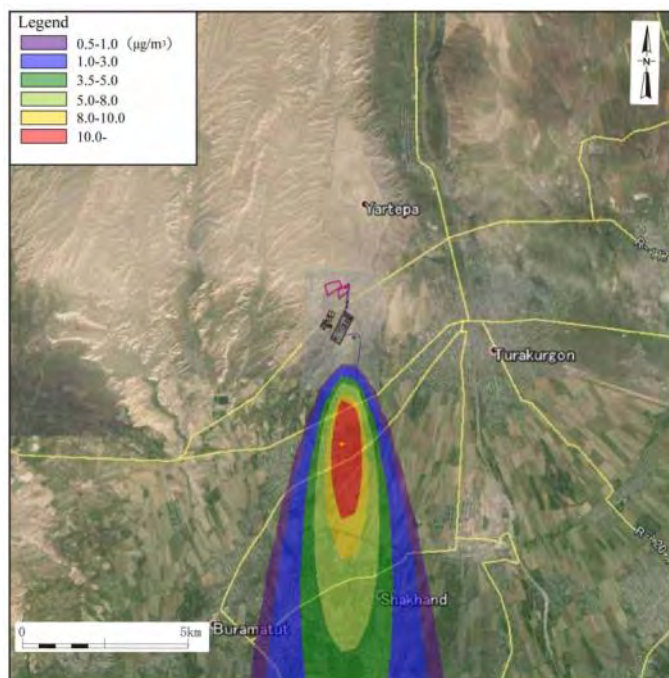 Legend
0.5-1.0 (μg/m³)
1.0-3.0
3.5-5.0
5.0-8.0
8.0-10.0
10.0-
N
Yartepa
Turakurgon
Shakhand
Buramatut
0 5km